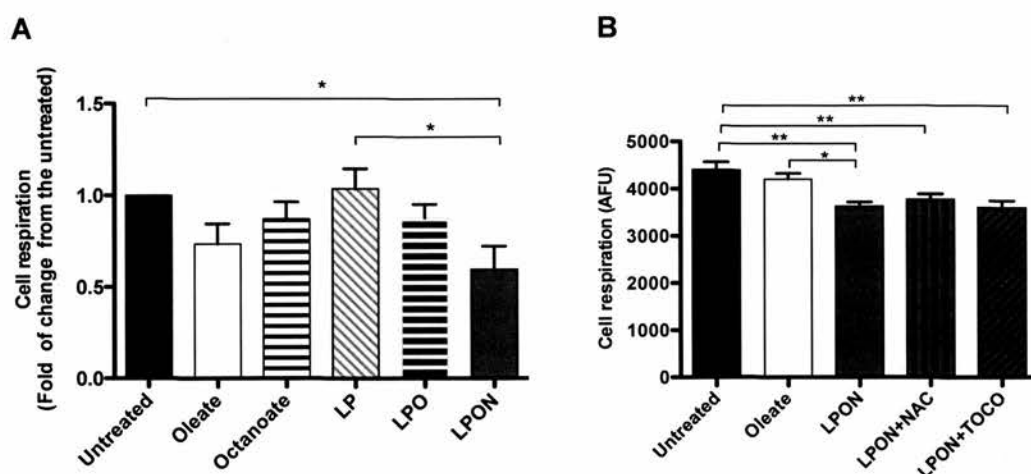 A
Cell respiration
(Fold of change from the untreated)
1.5
1.0
0.5
0.0
*
*
Untreated
Oleate
Octanoate
LP
LPO
LPON
B
Cell respiration (AFU)
5000
4000
3000
2000
1000
0
**
**
**
*
Untreated
Oleate
LPON
LPON+NAC
LPON+TOCO